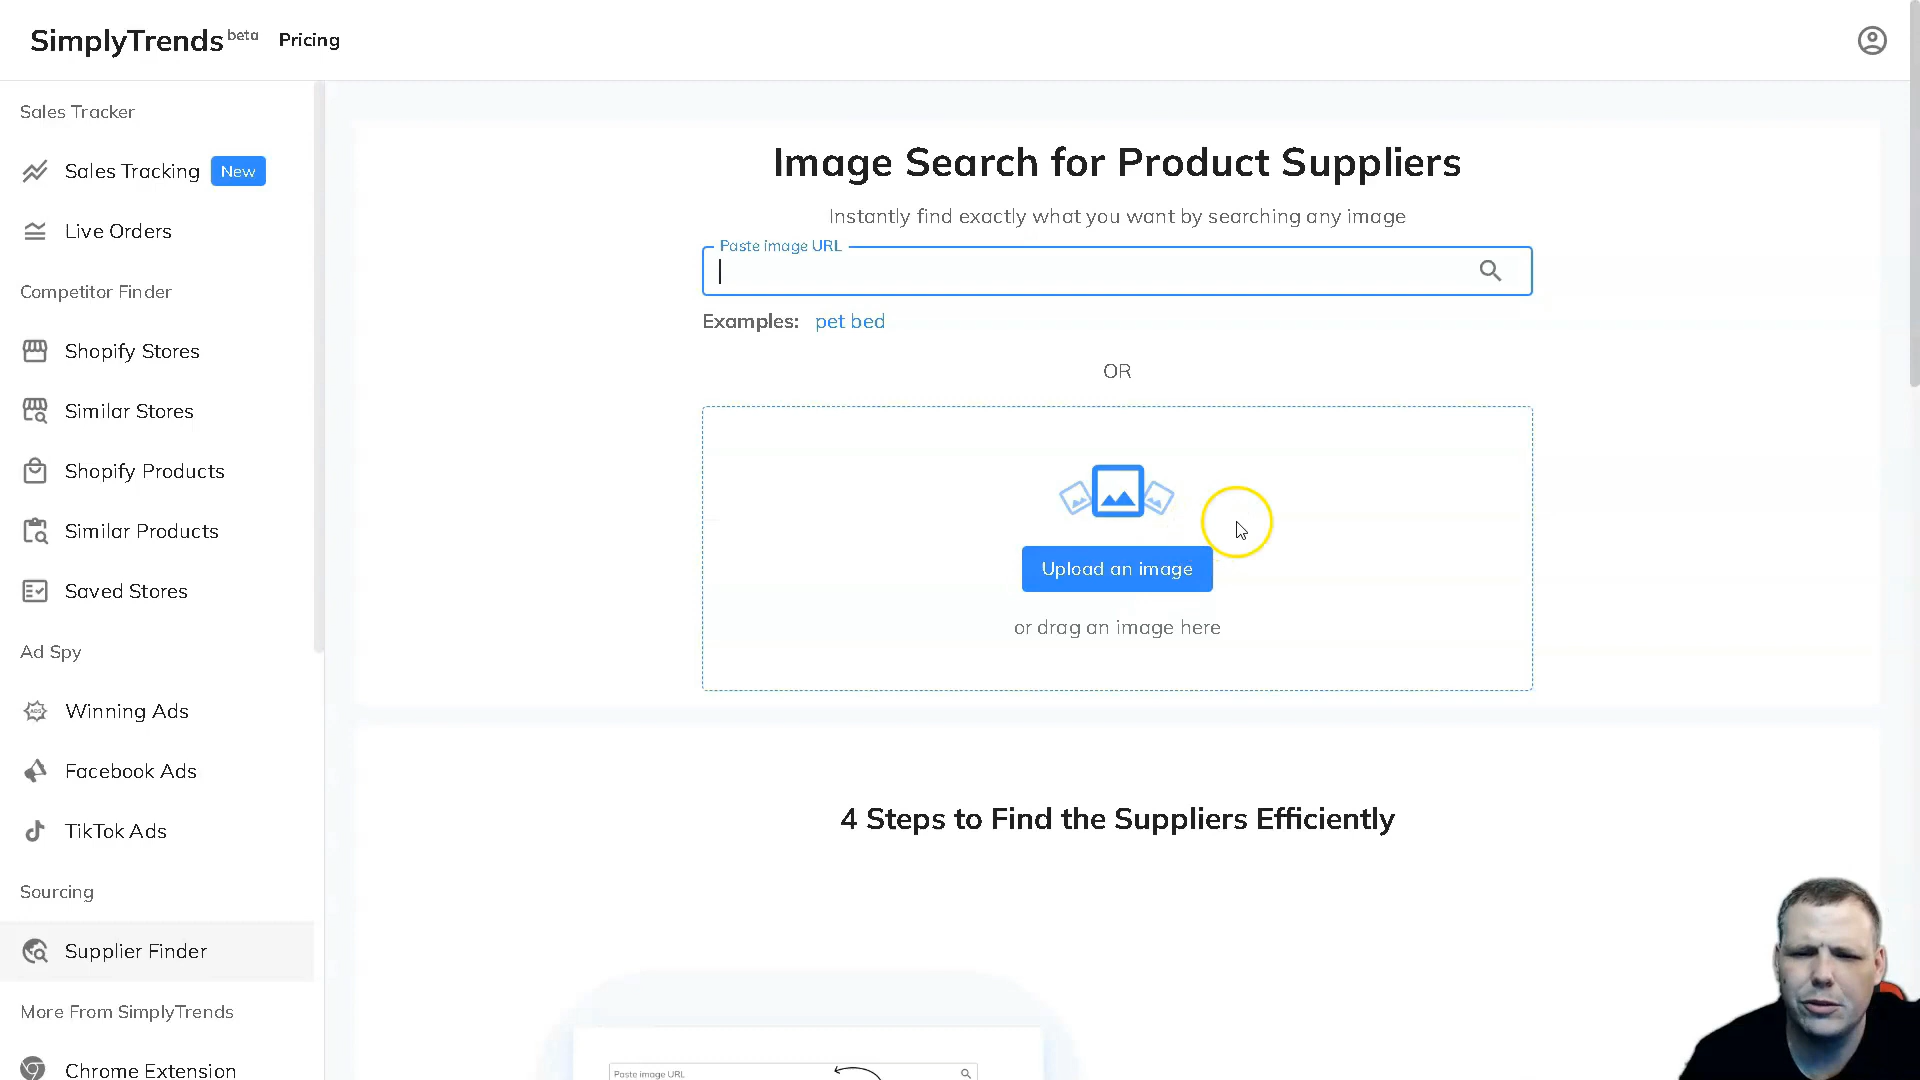 SimplyTrends beta Pricing
Sales Tracker
Sales Tracking New
Live Orders
Competitor Finder
Shopify Stores
Similar Stores
Shopify Products
Similar Products
Saved Stores
Ad Spy
Winning Ads
Facebook Ads
TikTok Ads
Sourcing
Supplier Finder
More From SimplyTrends
Chrome Extension
Image Search for Product Suppliers
Instantly find exactly what you want by searching any image
Paste image URL
Examples: pet bed
OR
Upload an image
or drag an image here
4 Steps to Find the Suppliers Efficiently
Paste image URL